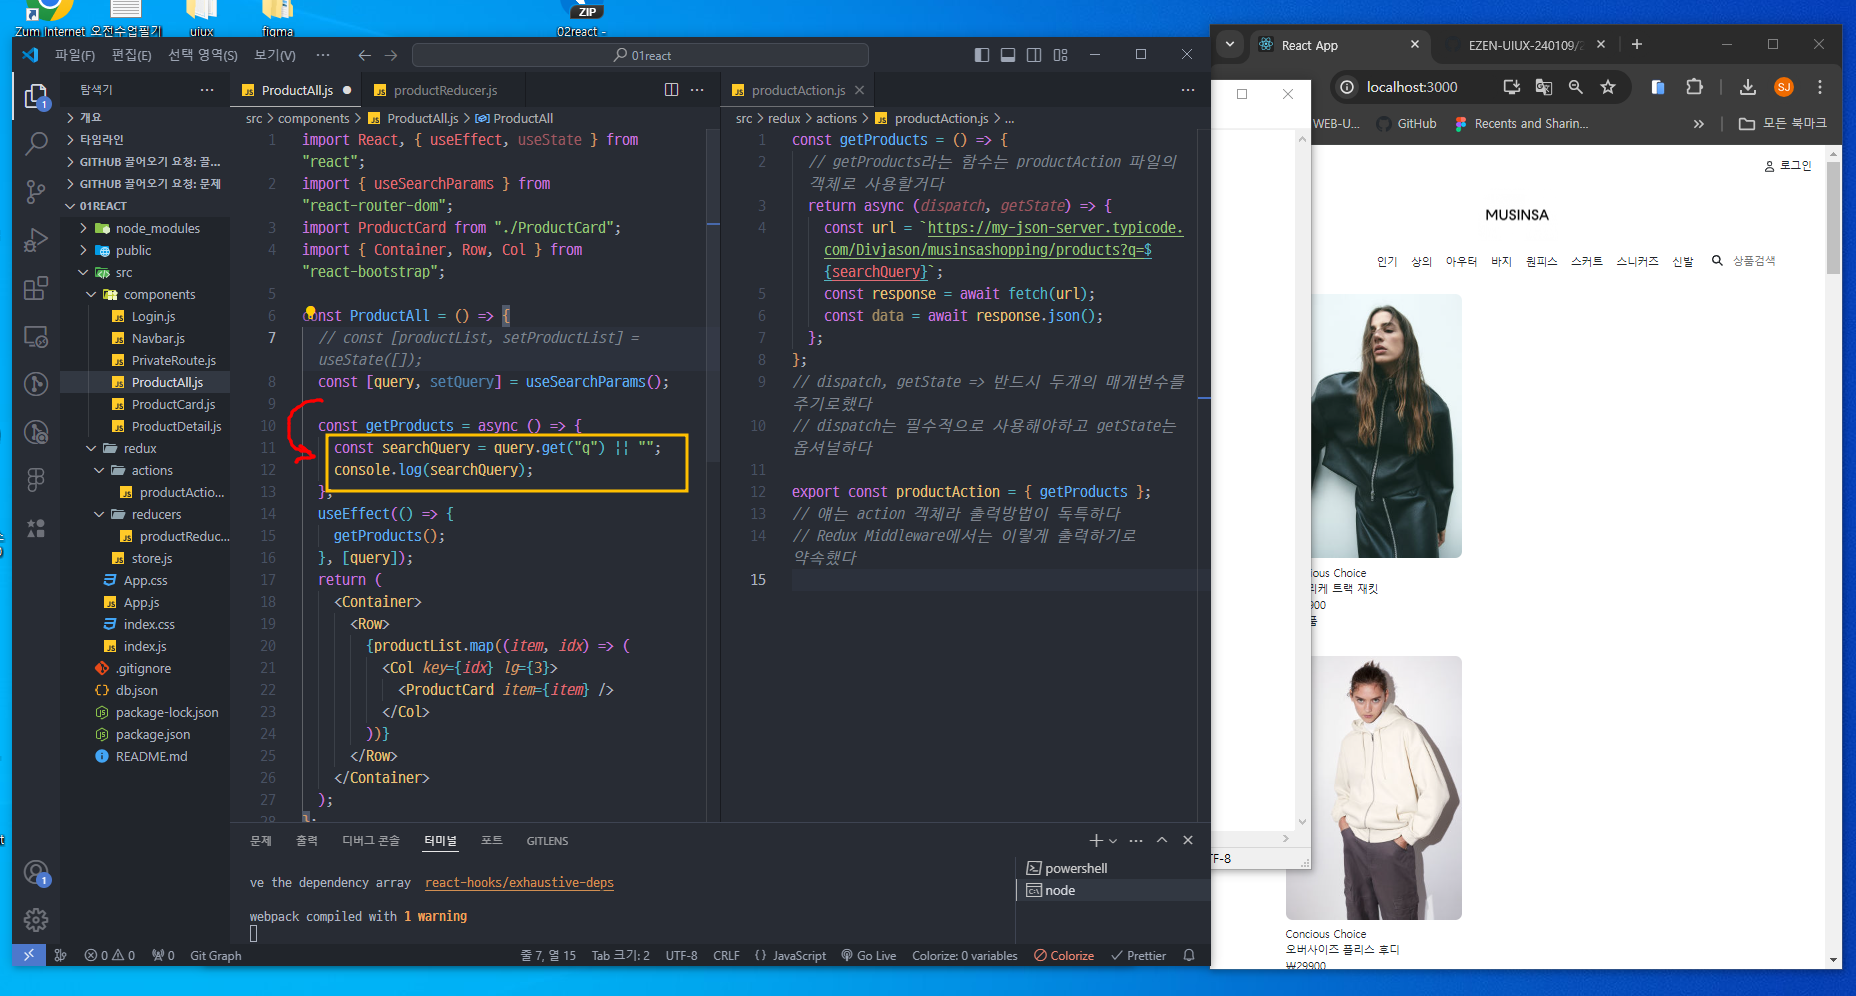 Zum Internet
오전수업필기
uiux
figma
ZIP
02react -
파일(F)
편집(E)
선택 영역(S)
보기(V)
01react
탐색기
개요
타임라인
GITHUB 끌어오기 요청: 끌...
GITHUB 끌어오기 요청: 문제
01REACT
node_modules
public
src
components
Login.js
Navbar.js
PrivateRoute.js
ProductAll.js
ProductCard.js
ProductDetail.js
redux
actions
productActio...
reducers
productReduc...
store.js
App.css
App.js
index.css
index.js
.gitignore
db.json
package-lock.json
package.json
README.md
ProductAll.js
productReducer.js
src > components > JS ProductAll.js > ProductAll
1 import React, { useEffect, useState } from
"react";
2 import { useSearchParams } from
"react-router-dom";
3 import ProductCard from "./ProductCard";
4 import { Container, Row, Col } from
"react-bootstrap";
5
6 const ProductAll = () => {
7 // const [productList, setProductList] =
useState([]);
8 const [query, setQuery] = useSearchParams();
9
10 const getProducts = async () => {
11 const searchQuery = query.get("q") || "";
12 console.log(searchQuery);
13 };
14 useEffect(() => {
15 getProducts();
16 }, [query]);
17 return (
18 <Container>
19 <Row>
20 {productList.map((item, idx) => (
21 <Col key={idx} lg={3}>
22 <ProductCard item={item} />
23 </Col>
24 ))}
25 </Row>
26 </Container>
27 );
28 };
productAction.js
src > redux > actions > JS productAction.js > ...
1 const getProducts = () => {
2 // getProducts라는 함수는 productAction 파일의
객체로 사용할거다
3 return async (dispatch, getState) => {
4 const url = `https://my-json-server.typicode.
com/Divjason/musinsashopping/products?q=$
{searchQuery}`;
5 const response = await fetch(url);
6 const data = await response.json();
7 };
8 };
9 // dispatch, getState => 반드시 두개의 매개변수를
주기로했다
10 // dispatch는 필수적으로 사용해야하고 getState는
옵셔널하다
11
12 export const productAction = { getProducts };
13 // 얘는 action 객체라 출력방법이 독특하다
14 // Redux Middleware에서는 이렇게 출력하기로
약속했다
15
문제
출력
디버그 콘솔
터미널
포트
GITLENS
ve the dependency array react-hooks/exhaustive-deps
webpack compiled with 1 warning
powershell
node
0 0 0 Git Graph
줄 7, 열 15
Tab 크기: 2
UTF-8
CRLF
{} JavaScript
Go Live
Colorize: 0 variables
Colorize
Prettier
TF-8
React App
EZEN-UIUX-240109/2
localhost:3000
SJ
WEB-U...
GitHub
Recents and Sharin...
모든 북마크
로그인
MUSINSA
인기
상의
아우터
바지
원피스
스커트
스니커즈
신발
상품검색
ious Choice
리케 트랙 재킷
900
Concious Choice
오버사이즈 플리스 후디
₩29900